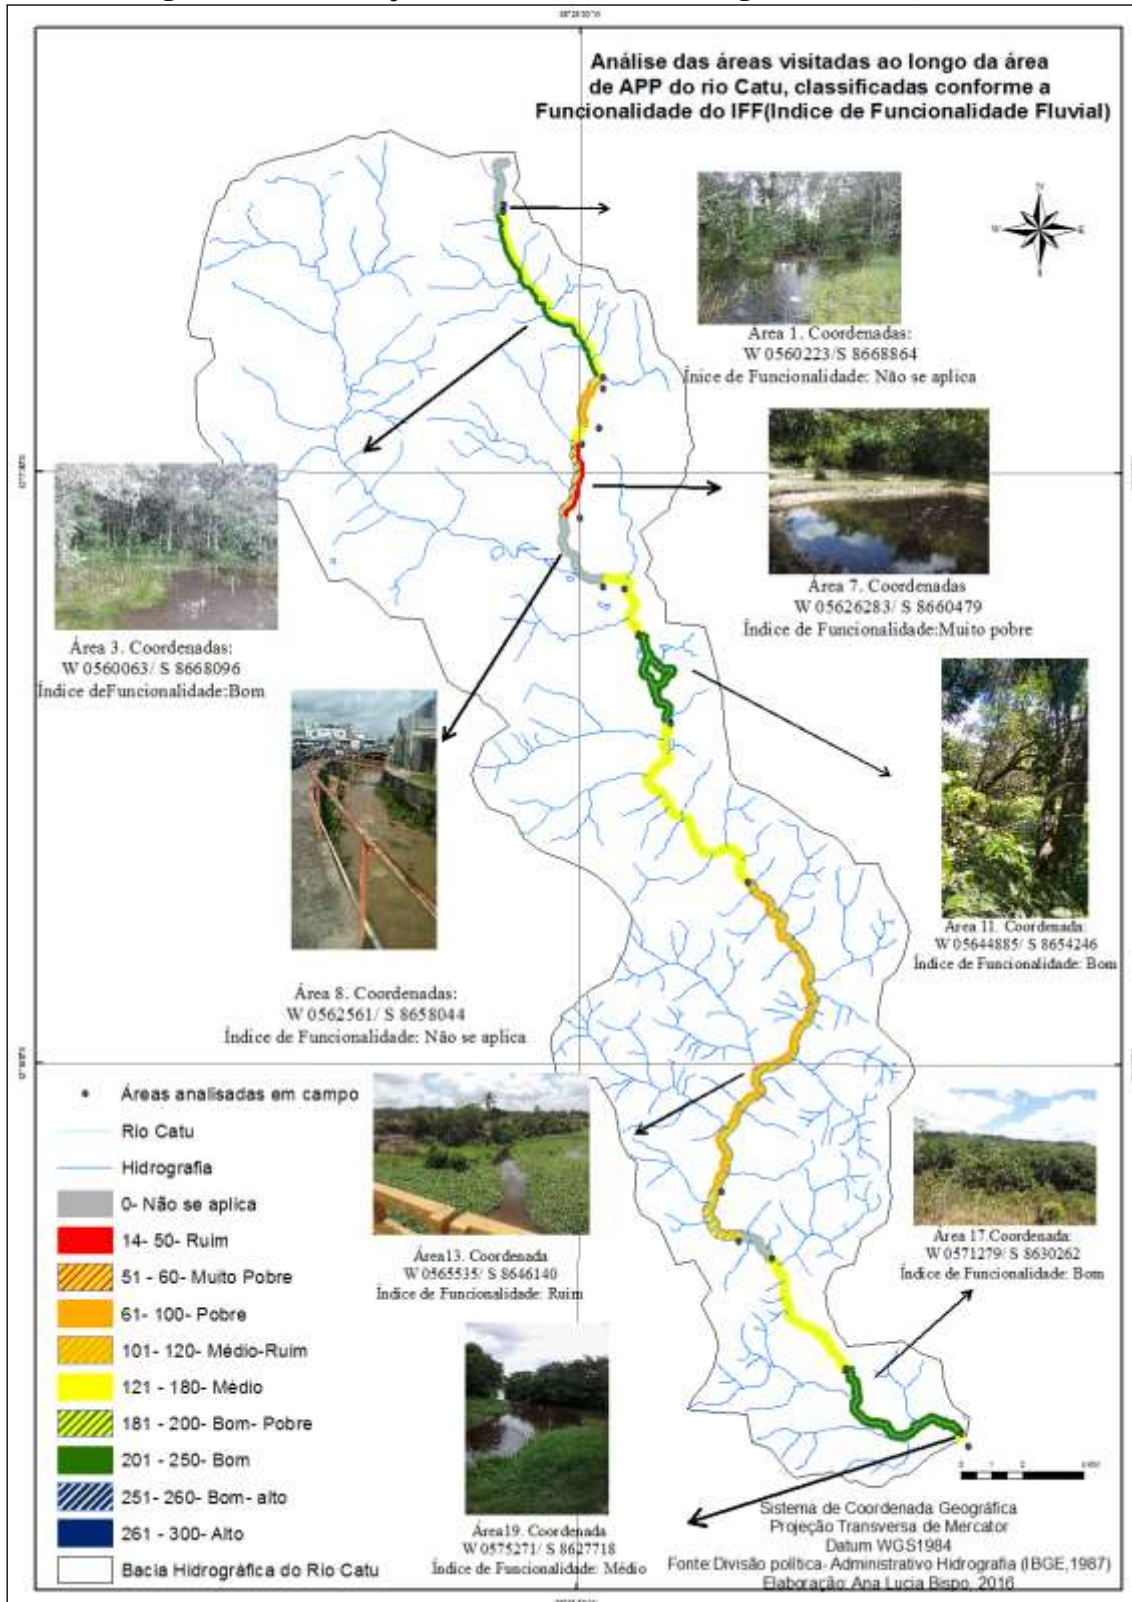 Análise das áreas visitadas ao longo da área
de APP do rio Catu, classificadas conforme a
Funcionalidade do IFF(Indice de Funcionalidade Fluvial)
N
W
E
S
Área 1. Coordenadas:
W 0560223/S 8668864
Ínice de Funcionalidade: Não se aplica
Área 7. Coordenadas
W 05626283/ S 8660479
Índice de Funcionalidade:Muito pobre
Área 3. Coordenadas:
W 0560063/ S 8668096
Índice deFuncionalidade:Bom
Área 11. Coordenada:
W 05644885/ S 8654246
Índice de Funcionalidade: Bom
Área 8. Coordenadas:
W 0562561/ S 8658044
Índice de Funcionalidade: Não se aplica
Área13. Coordenada
W 0565535/ S 8646140
Índice de Funcionalidade: Ruim
Área 17.Coordenada:
W 0571279/ S 8630262
Índice de Funcionalidade: Bom
Área19. Coordenada
W 0575271/ S 8627718
Índice de Funcionalidade: Médio
Áreas analisadas em campo
Rio Catu
Hidrografia
0- Não se aplica
14- 50- Ruim
51 - 60- Muito Pobre
61- 100- Pobre
101- 120- Médio-Ruim
121 - 180- Médio
181 - 200- Bom- Pobre
201 - 250- Bom
251- 260- Bom- alto
261 - 300- Alto
Bacia Hidrográfica do Rio Catu
Sistema de Coordenada Geográfica
Projeção Transversa de Mercator
Datum WGS1984
Fonte:Divisão política- Administrativo Hidrografia (IBGE,1987)
Elaboração: Ana Lucia Bispo, 2016